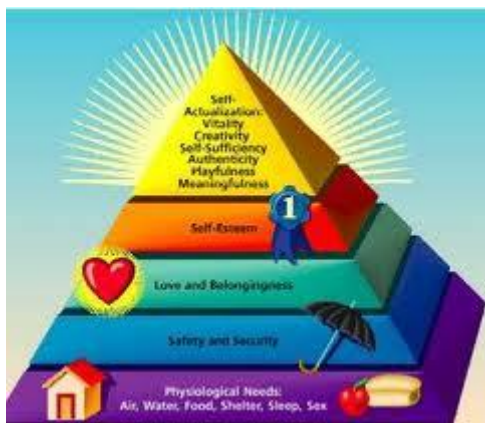 Self-
Actualization:
Vitality
Creativity
Self-Sufficiency
Authenticity
Playfulness
Meaningfulness
1
Self-Esteem
Love and Belongingness
Safety and Security
Physiological Needs:
Air, Water, Food, Shelter, Sleep, Sex